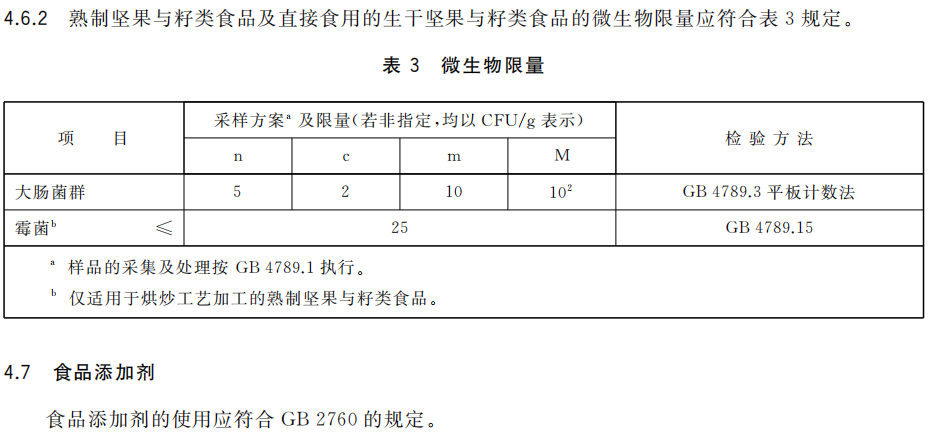 4.6.2 熟制坚果与籽类食品及直接食用的生干坚果与籽类食品的微生物限量应符合表 3 规定。
表 3 微生物限量
项 目 采样方案ᵃ 及限量(若非指定,均以 CFU/g 表示) 检 验 方 法
n c m M
大肠菌群 5 2 10 10² GB 4789.3 平板计数法
霉菌ᵇ ≤ 25 GB 4789.15
ᵃ 样品的采集及处理按 GB 4789.1 执行。
ᵇ 仅适用于烘炒工艺加工的熟制坚果与籽类食品。
4.7 食品添加剂
食品添加剂的使用应符合 GB 2760 的规定。